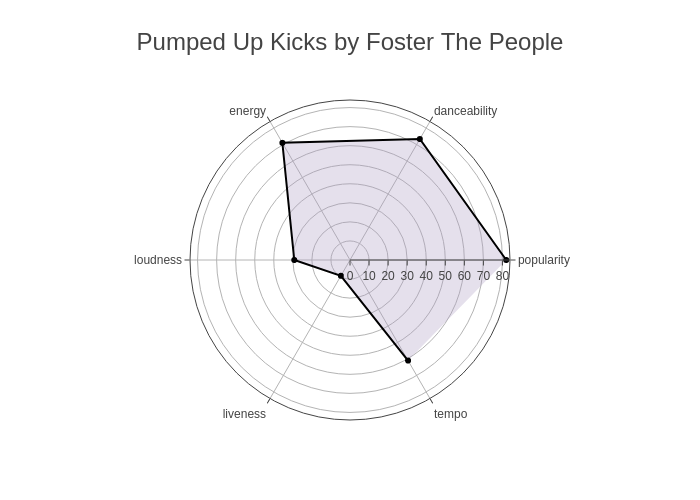 Pumped Up Kicks by Foster The People
energy
danceability
loudness
popularity
0 10 20 30 40 50 60 70 80
liveness
tempo